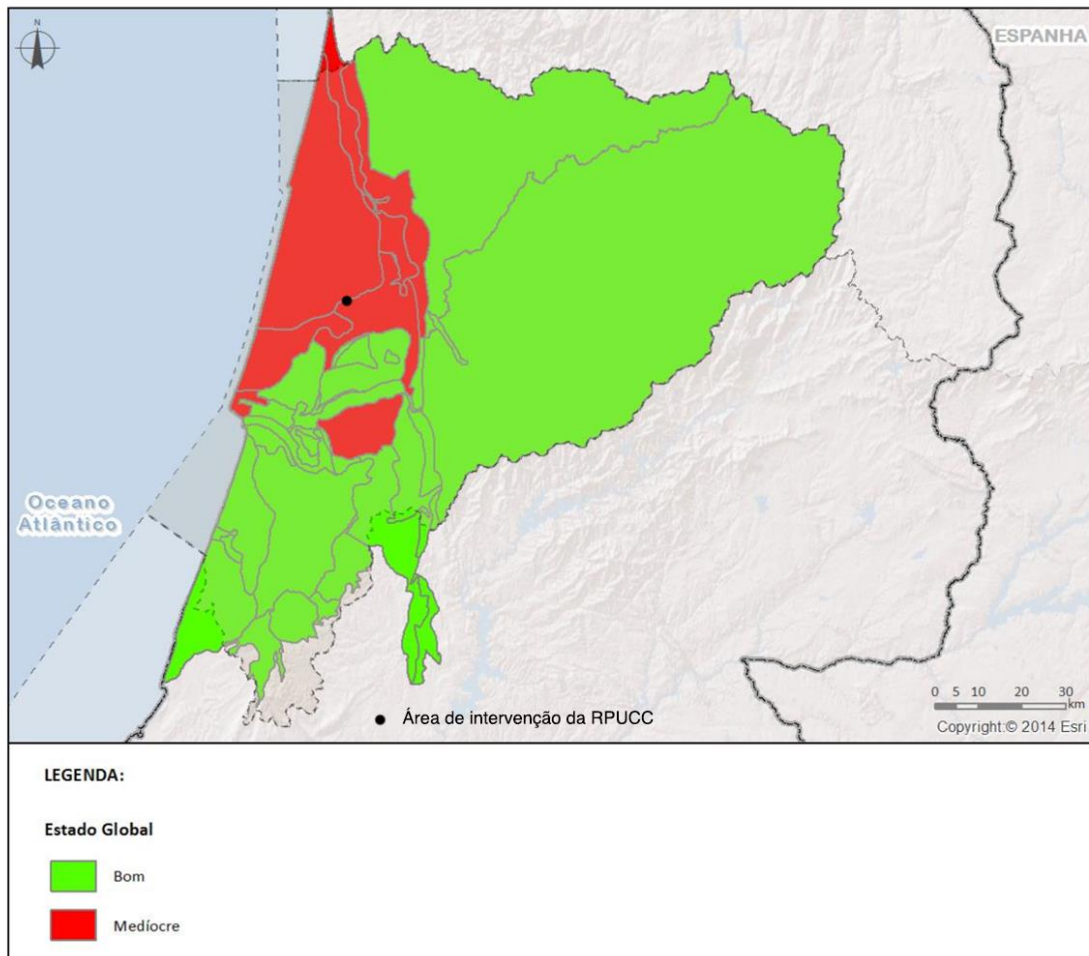 N
ESPANHA
Oceano
Atlântico
0 5 10 20 30
km
Área de intervenção da RPUCC
Copyright:© 2014 Esri
LEGENDA:
Estado Global
Bom
Medíocre